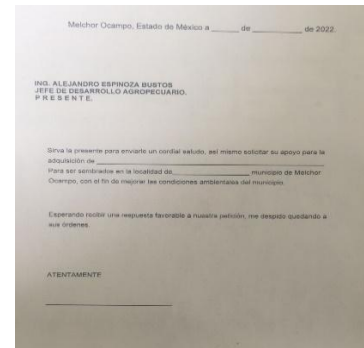 Melchor Ocampo, Estado de México a ______ de __________ de 2022.
ING. ALEJANDRO ESPINOZA BUSTOS
JEFE DE DESARROLLO AGROPECUARIO.
P R E S E N T E.
Sirva la presente para enviarle un cordial saludo, así mismo solicitar su apoyo para la
adquisición de ______________________________________________
Para ser sembrados en la localidad de________________ municipio de Melchor
Ocampo, con el fin de mejorar las condiciones ambientales del municipio.
Esperando recibir una respuesta favorable a nuestra petición, me despido quedando a
sus órdenes.
ATENTAMENTE
_________________________